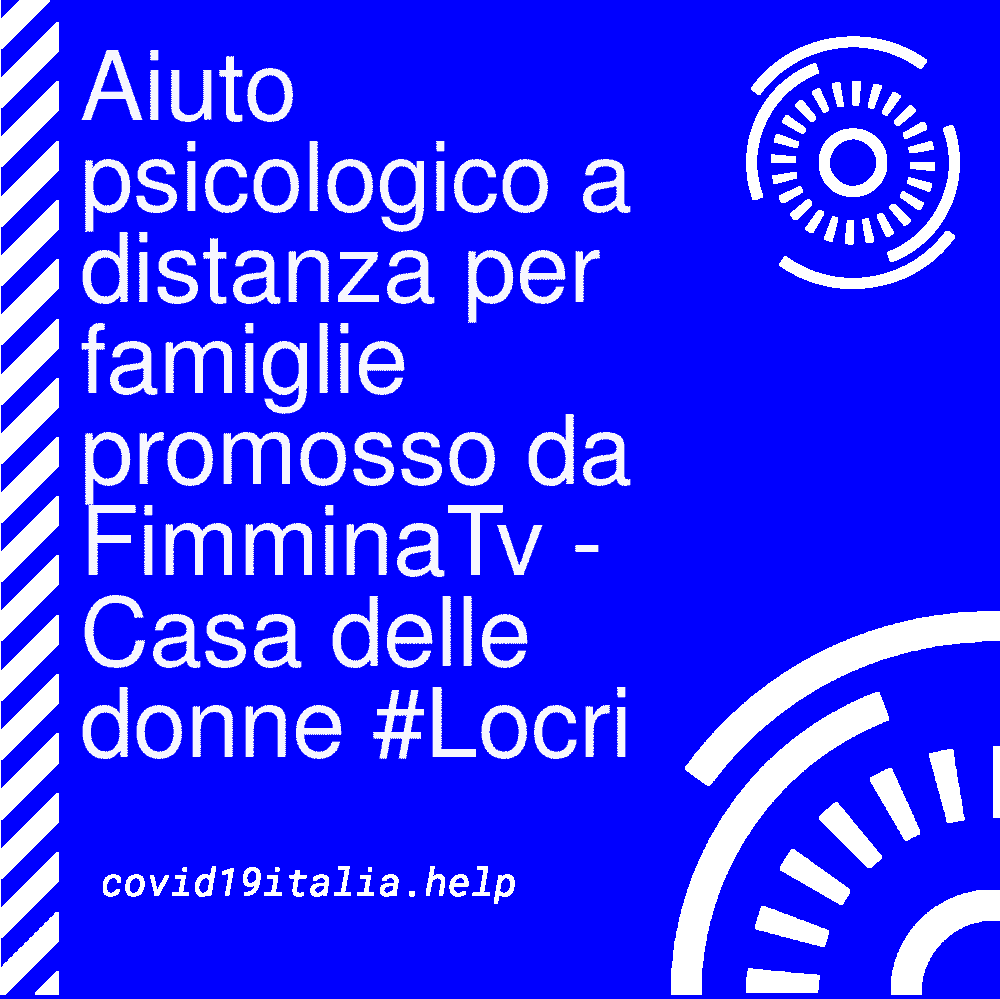 Aiuto
psicologico a
distanza per
famiglie
promosso da
FimminaTv -
Casa delle
donne #Locri
covid19italia.help